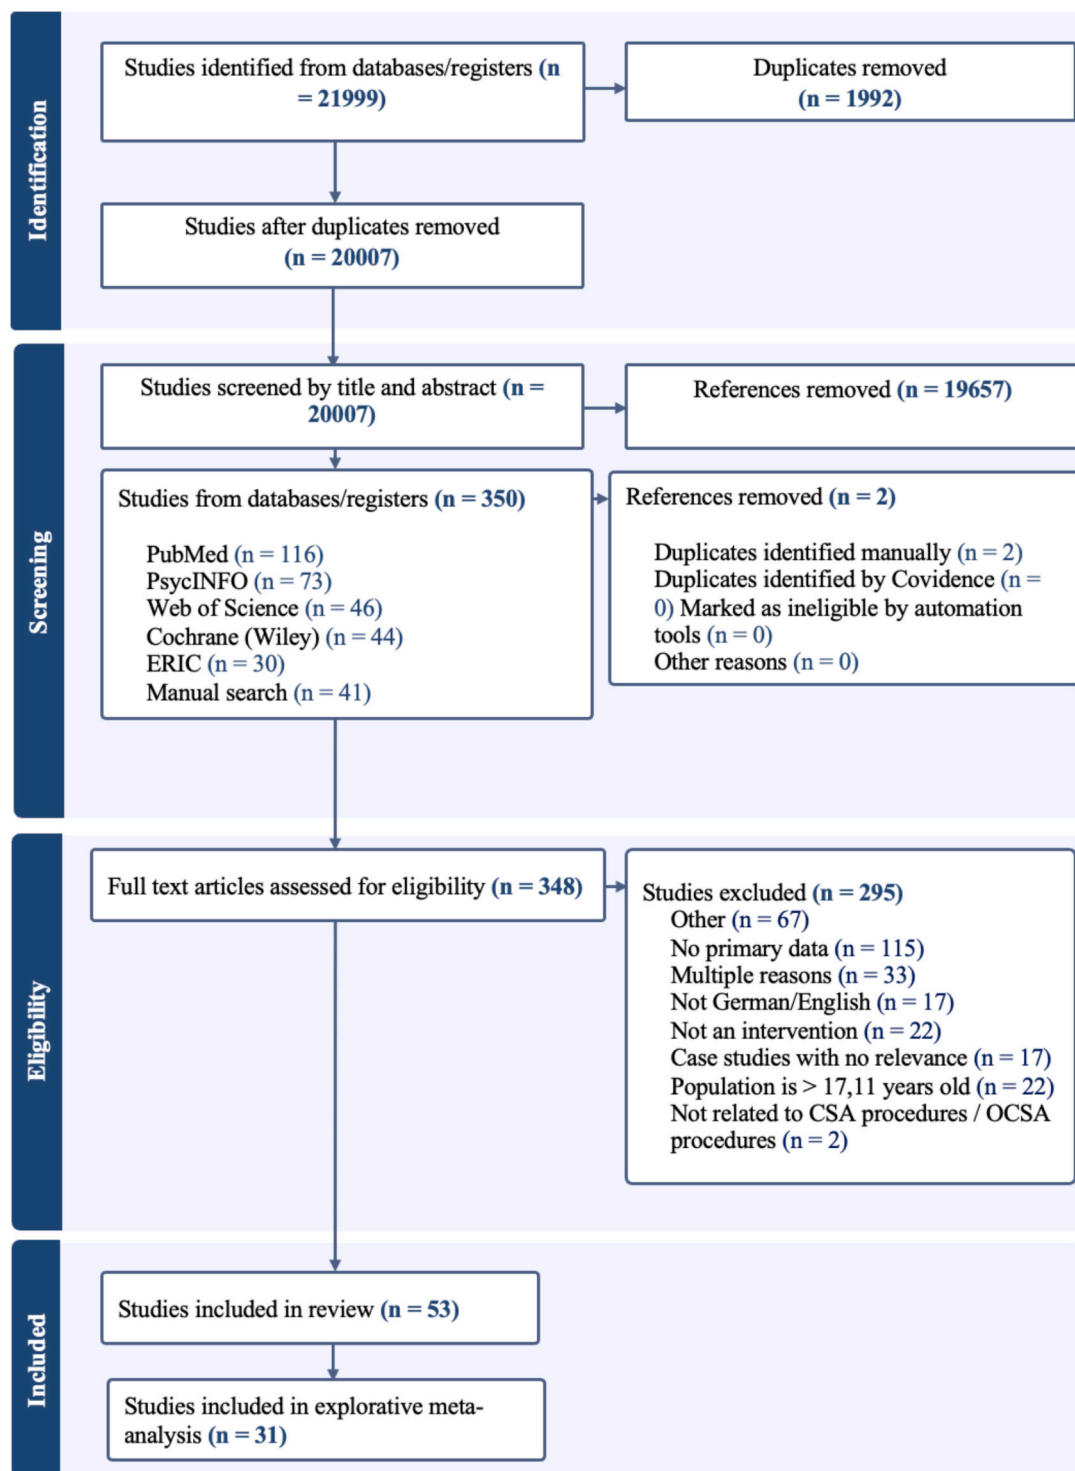 Identification
Studies identified from databases/registers (n
= 21999)
Duplicates removed
(n = 1992)
Studies after duplicates removed
(n = 20007)
Screening
Studies screened by title and abstract (n =
20007)
References removed (n = 19657)
Studies from databases/registers (n = 350)
PubMed (n = 116)
PsycINFO (n = 73)
Web of Science (n = 46)
Cochrane (Wiley) (n = 44)
ERIC (n = 30)
Manual search (n = 41)
References removed (n = 2)
Duplicates identified manually (n = 2)
Duplicates identified by Covidence (n =
0) Marked as ineligible by automation
tools (n = 0)
Other reasons (n = 0)
Eligibility
Full text articles assessed for eligibility (n = 348)
Studies excluded (n = 295)
Other (n = 67)
No primary data (n = 115)
Multiple reasons (n = 33)
Not German/English (n = 17)
Not an intervention (n = 22)
Case studies with no relevance (n = 17)
Population is > 17,11 years old (n = 22)
Not related to CSA procedures / OCSA
procedures (n = 2)
Included
Studies included in review (n = 53)
Studies included in explorative meta-
analysis (n = 31)